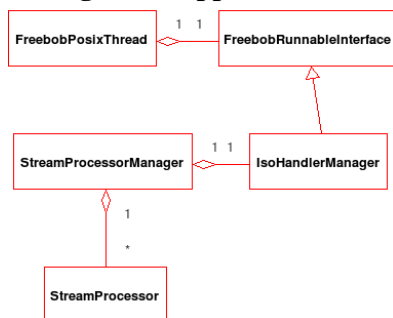 1 1
FreebobPosixThread
FreebobRunnableInterface
1 1
StreamProcessorManager
IsoHandlerManager
1
*
StreamProcessor